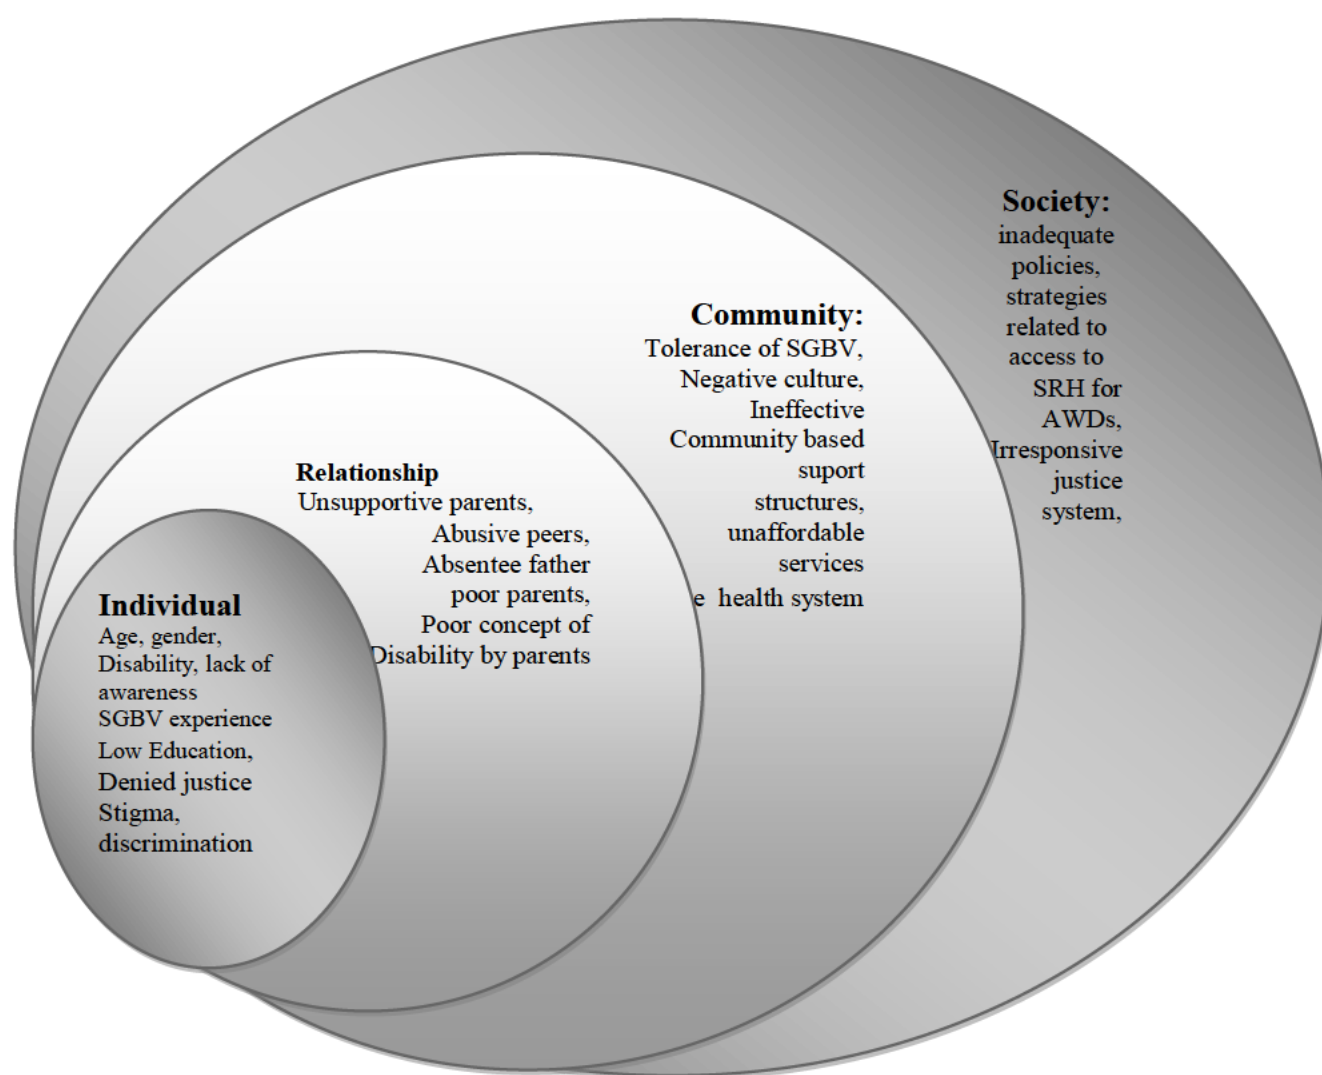 Society:
inadequate
policies,
strategies
related to
access to
SRH for
AWDs,
Irresponsive
justice
system,
Community:
Tolerance of SGBV,
Negative culture,
Ineffective
Community based
suport
structures,
unaffordable
services
e health system
Relationship
Unsupportive parents,
Abusive peers,
Absentee father
poor parents,
Poor concept of
Disability by parents
Individual
Age, gender,
Disability, lack of
awareness
SGBV experience
Low Education,
Denied justice
Stigma,
discrimination